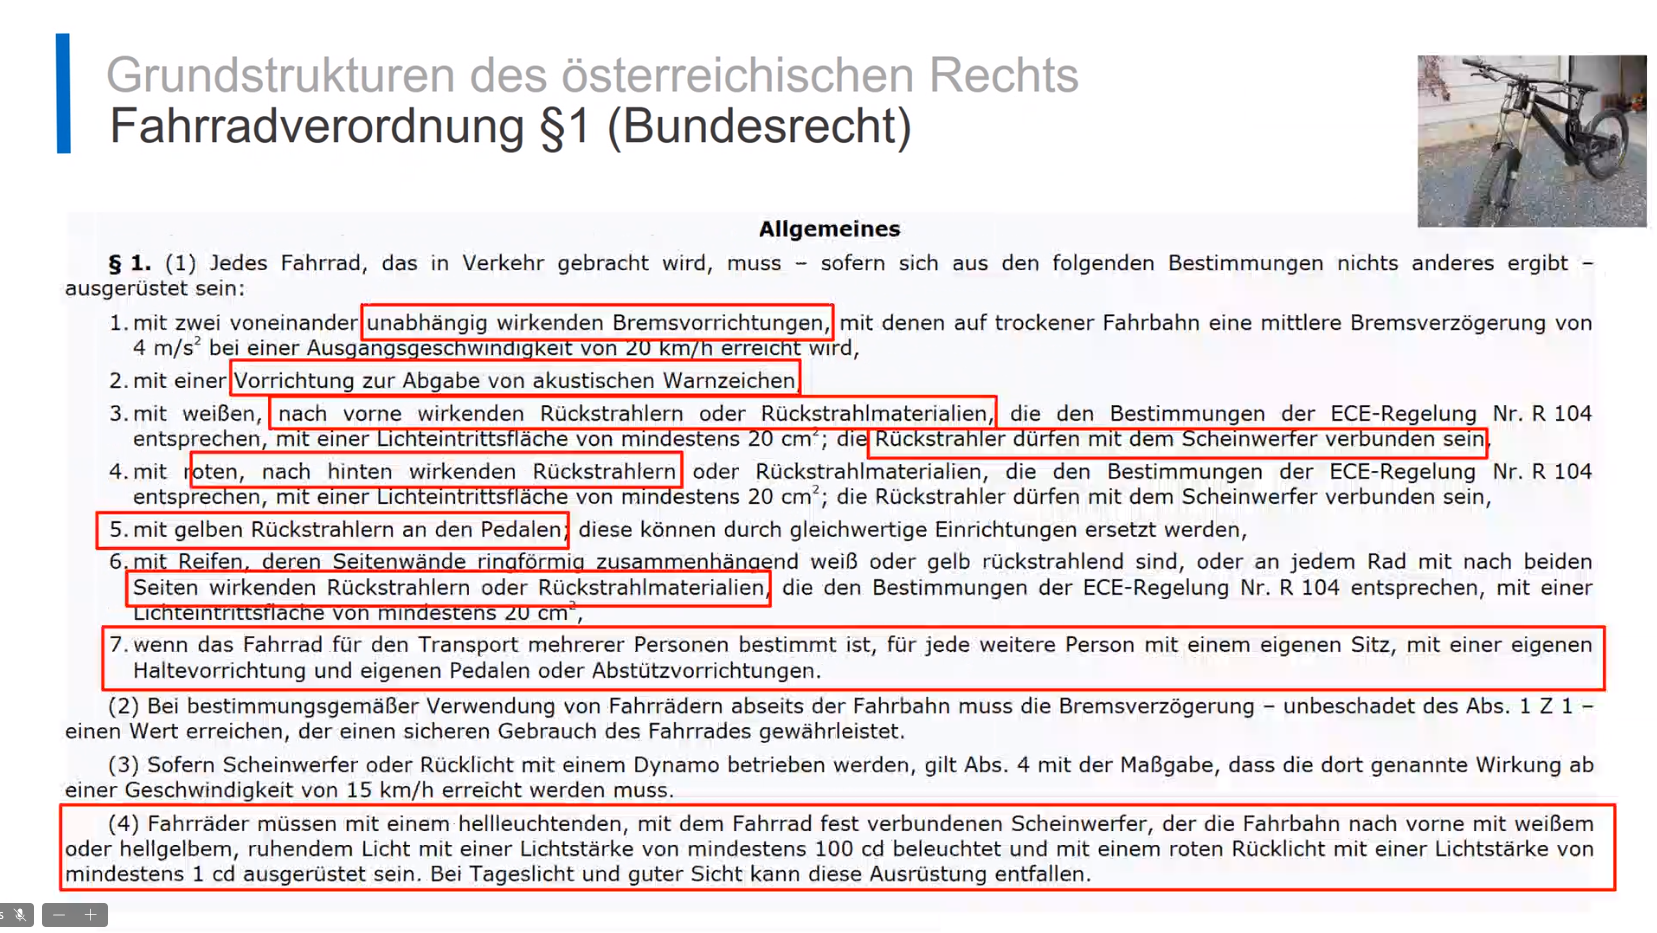 Grundstrukturen des österreichischen Rechts
Fahrradverordnung §1 (Bundesrecht)
Allgemeines
§ 1. (1) Jedes Fahrrad, das in Verkehr gebracht wird, muss – sofern sich aus den folgenden Bestimmungen nichts anderes ergibt –
ausgerüstet sein:
1. mit zwei voneinander unabhängig wirkenden Bremsvorrichtungen, mit denen auf trockener Fahrbahn eine mittlere Bremsverzögerung von
4 m/s² bei einer Ausgangsgeschwindigkeit von 20 km/h erreicht wird,
2. mit einer Vorrichtung zur Abgabe von akustischen Warnzeichen,
3. mit weißen, nach vorne wirkenden Rückstrahlern oder Rückstrahlmaterialien, die den Bestimmungen der ECE-Regelung Nr. R 104
entsprechen, mit einer Lichteintrittsfläche von mindestens 20 cm²; die Rückstrahler dürfen mit dem Scheinwerfer verbunden sein,
4. mit roten, nach hinten wirkenden Rückstrahlern oder Rückstrahlmaterialien, die den Bestimmungen der ECE-Regelung Nr. R 104
entsprechen, mit einer Lichteintrittsfläche von mindestens 20 cm²; die Rückstrahler dürfen mit dem Scheinwerfer verbunden sein,
5. mit gelben Rückstrahlern an den Pedalen; diese können durch gleichwertige Einrichtungen ersetzt werden,
6. mit Reifen, deren Seitenwände ringförmig zusammenhängend weiß oder gelb rückstrahlend sind, oder an jedem Rad mit nach beiden
Seiten wirkenden Rückstrahlern oder Rückstrahlmaterialien, die den Bestimmungen der ECE-Regelung Nr. R 104 entsprechen, mit einer
Lichteintrittsfläche von mindestens 20 cm²,
7. wenn das Fahrrad für den Transport mehrerer Personen bestimmt ist, für jede weitere Person mit einem eigenen Sitz, mit einer eigenen
Haltevorrichtung und eigenen Pedalen oder Abstützvorrichtungen.
(2) Bei bestimmungsgemäßer Verwendung von Fahrrädern abseits der Fahrbahn muss die Bremsverzögerung – unbeschadet des Abs. 1 Z 1 –
einen Wert erreichen, der einen sicheren Gebrauch des Fahrrades gewährleistet.
(3) Sofern Scheinwerfer oder Rücklicht mit einem Dynamo betrieben werden, gilt Abs. 4 mit der Maßgabe, dass die dort genannte Wirkung ab
einer Geschwindigkeit von 15 km/h erreicht werden muss.
(4) Fahrräder müssen mit einem hellleuchtenden, mit dem Fahrrad fest verbundenen Scheinwerfer, der die Fahrbahn nach vorne mit weißem
oder hellgelbem, ruhendem Licht mit einer Lichtstärke von mindestens 100 cd beleuchtet und mit einem roten Rücklicht mit einer Lichtstärke von
mindestens 1 cd ausgerüstet sein. Bei Tageslicht und guter Sicht kann diese Ausrüstung entfallen.